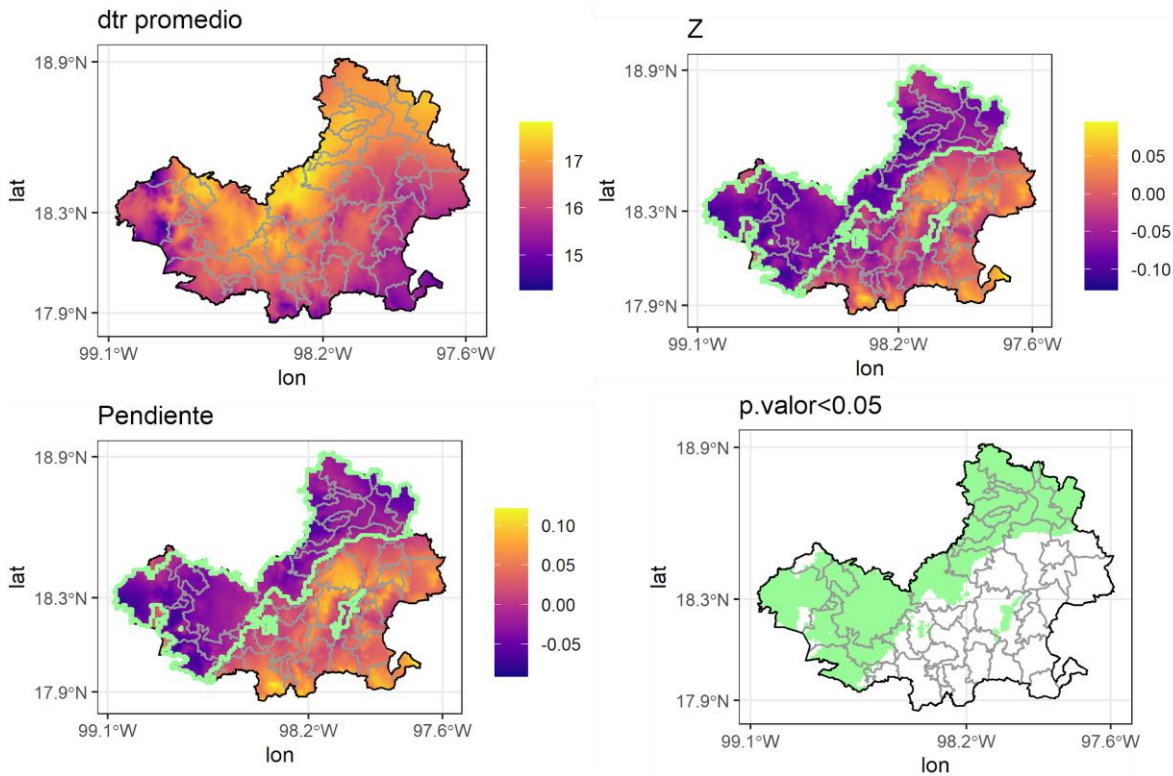 dtr promedio
18.9°N
18.3°N
17.9°N
lat
99.1°W
98.2°W
97.6°W
lon
17
16
15
Z
18.9°N
18.3°N
17.9°N
lat
99.1°W
98.2°W
97.6°W
lon
0.05
0.00
-0.05
-0.10
Pendiente
18.9°N
18.3°N
17.9°N
lat
99.1°W
98.2°W
97.6°W
lon
0.10
0.05
0.00
-0.05
p.valor<0.05
18.9°N
18.3°N
17.9°N
lat
99.1°W
98.2°W
97.6°W
lon